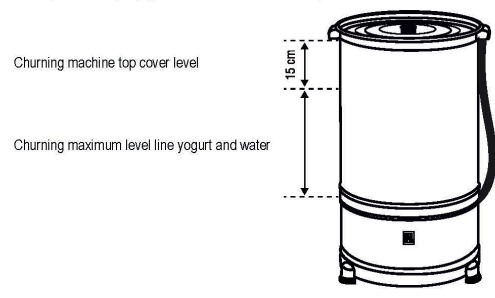 Churning machine top cover level
15 cm
Churning maximum level line yogurt and water